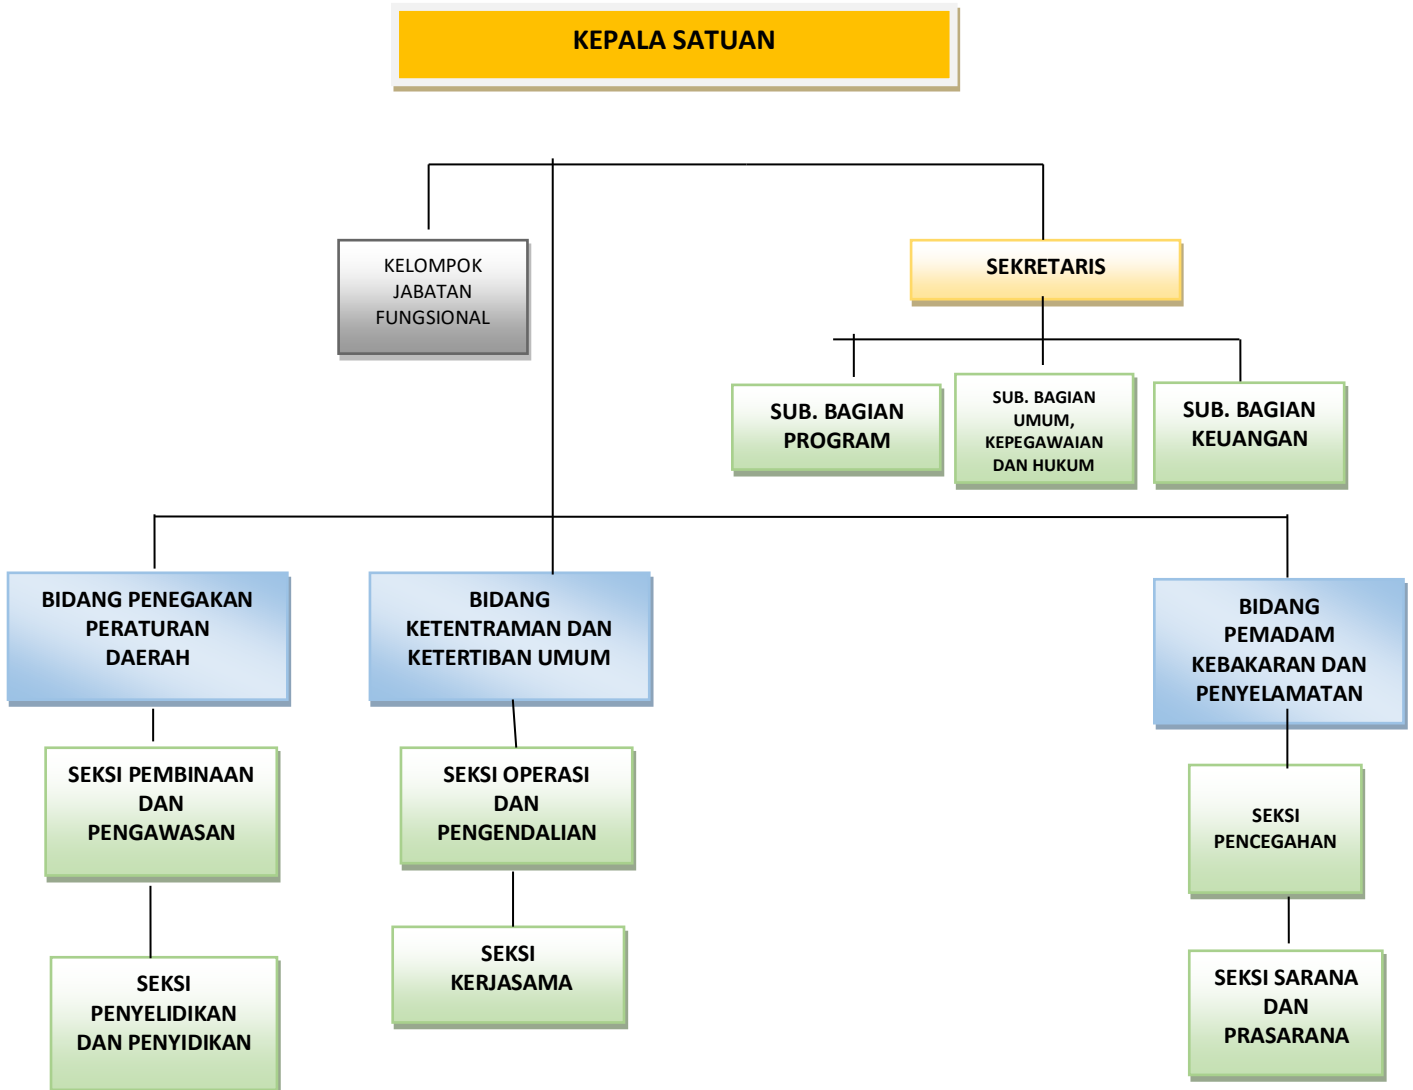 KEPALA SATUAN
KELOMPOK
JABATAN
FUNGSIONAL
SEKRETARIS
SUB. BAGIAN
PROGRAM
SUB. BAGIAN
UMUM,
KEPEGAWAIAN
DAN HUKUM
SUB. BAGIAN
KEUANGAN
BIDANG PENEGAKAN
PERATURAN
DAERAH
BIDANG
KETENTRAMAN DAN
KETERTIBAN UMUM
BIDANG
PEMADAM
KEBAKARAN DAN
PENYELAMATAN
SEKSI PEMBINAAN
DAN
PENGAWASAN
SEKSI OPERASI
DAN
PENGENDALIAN
SEKSI
PENCEGAHAN
SEKSI
PENYELIDIKAN
DAN PENYIDIKAN
SEKSI
KERJASAMA
SEKSI SARANA
DAN
PRASARANA